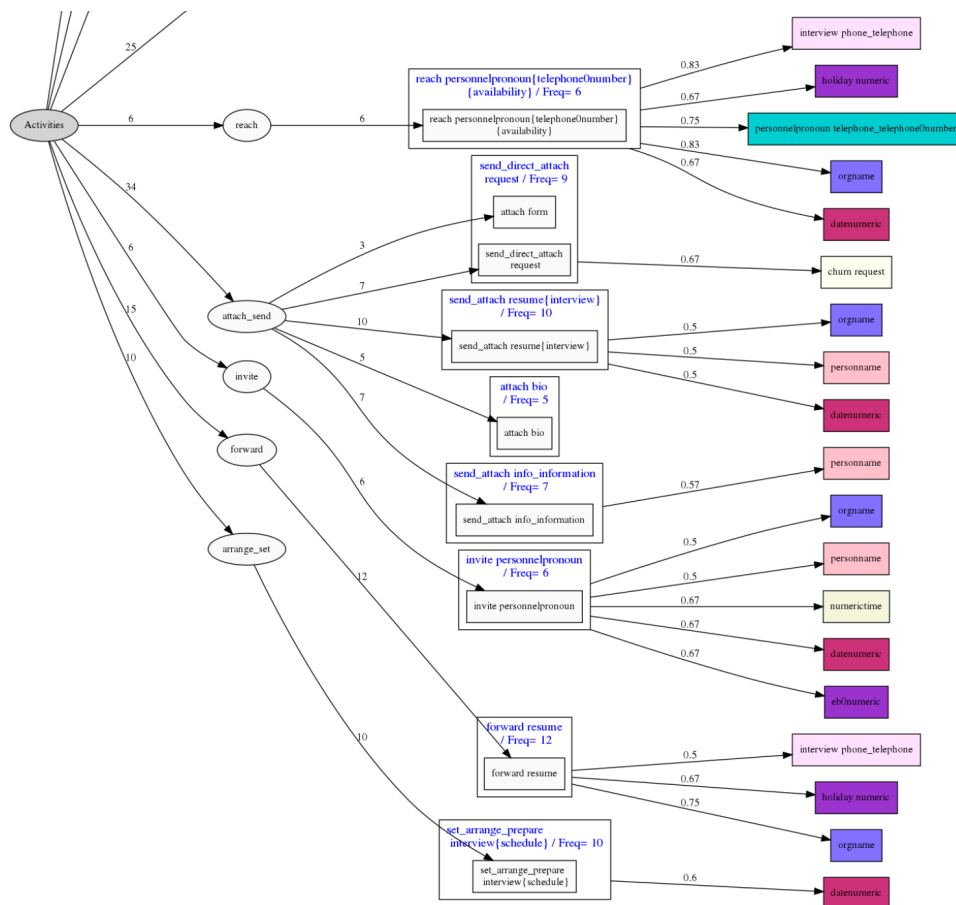 25
interview phone_telephone
0.83
reach personnelpronoun{telephone0number}
{availability} / Freq= 6
holiday numeric
0.67
Activities
6
reach
6
reach personnelpronoun{telephone0number}
{availability}
0.75
personnelpronoun telephone_telephone0number
0.83
0.67
orgname
send_direct_attach
request / Freq= 9
34
attach form
datenumeric
6
3
send_direct_attach
request
0.67
churn request
7
send_attach resume{interview}
/ Freq= 10
15
attach_send
10
0.5
orgname
send_attach resume{interview}
0.5
personname
10
5
0.5
invite
attach bio
/ Freq= 5
7
datenumeric
attach bio
forward
personname
send_attach info_information
/ Freq= 7
0.57
6
orgname
send_attach info_information
arrange_set
0.5
invite personnelpronoun
/ Freq= 6
0.5
personname
12
invite personnelpronoun
0.67
numerictime
0.67
datenumeric
0.67
eb0numeric
forward resume
/ Freq= 12
10
0.5
interview phone_telephone
forward resume
0.67
holiday numeric
0.75
set_arrange_prepare
interview{schedule} / Freq= 10
orgname
set_arrange_prepare
interview{schedule}
0.6
datenumeric